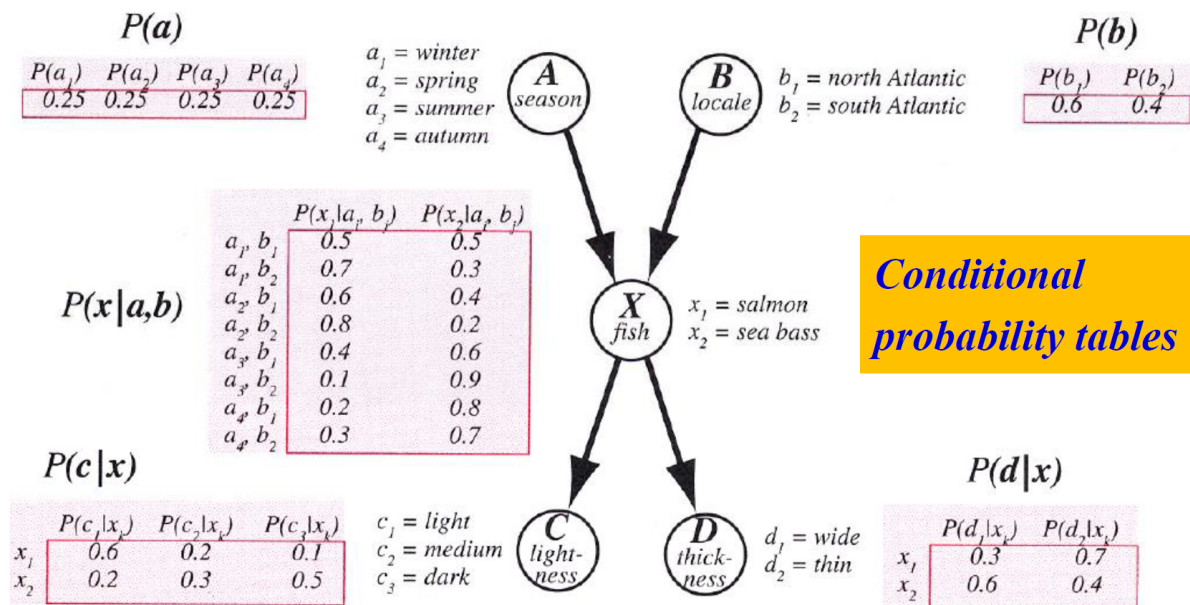 P(a)
P(a₁) P(a₂) P(a₃) P(a₄)
0.25 0.25 0.25 0.25
a₁ = winter
a₂ = spring
a₃ = summer
a₄ = autumn
A
season
B
locale
b₁ = north Atlantic
b₂ = south Atlantic
P(b)
P(b₁) P(b₂)
0.6 0.4
P(x|a,b)
P(x₁|aᵢ, bⱼ) P(x₂|aᵢ, bⱼ)
a₁, b₁ 0.5 0.5
a₁, b₂ 0.7 0.3
a₂, b₁ 0.6 0.4
a₂, b₂ 0.8 0.2
a₃, b₁ 0.4 0.6
a₃, b₂ 0.1 0.9
a₄, b₁ 0.2 0.8
a₄, b₂ 0.3 0.7
X
fish
x₁ = salmon
x₂ = sea bass
Conditional
probability tables
P(c|x)
P(c₁|xₖ) P(c₂|xₖ) P(c₃|xₖ)
x₁ 0.6 0.2 0.1
x₂ 0.2 0.3 0.5
c₁ = light
c₂ = medium
c₃ = dark
C
light-
ness
D
thick-
ness
d₁ = wide
d₂ = thin
P(d|x)
P(d₁|xₖ) P(d₂|xₖ)
x₁ 0.3 0.7
x₂ 0.6 0.4